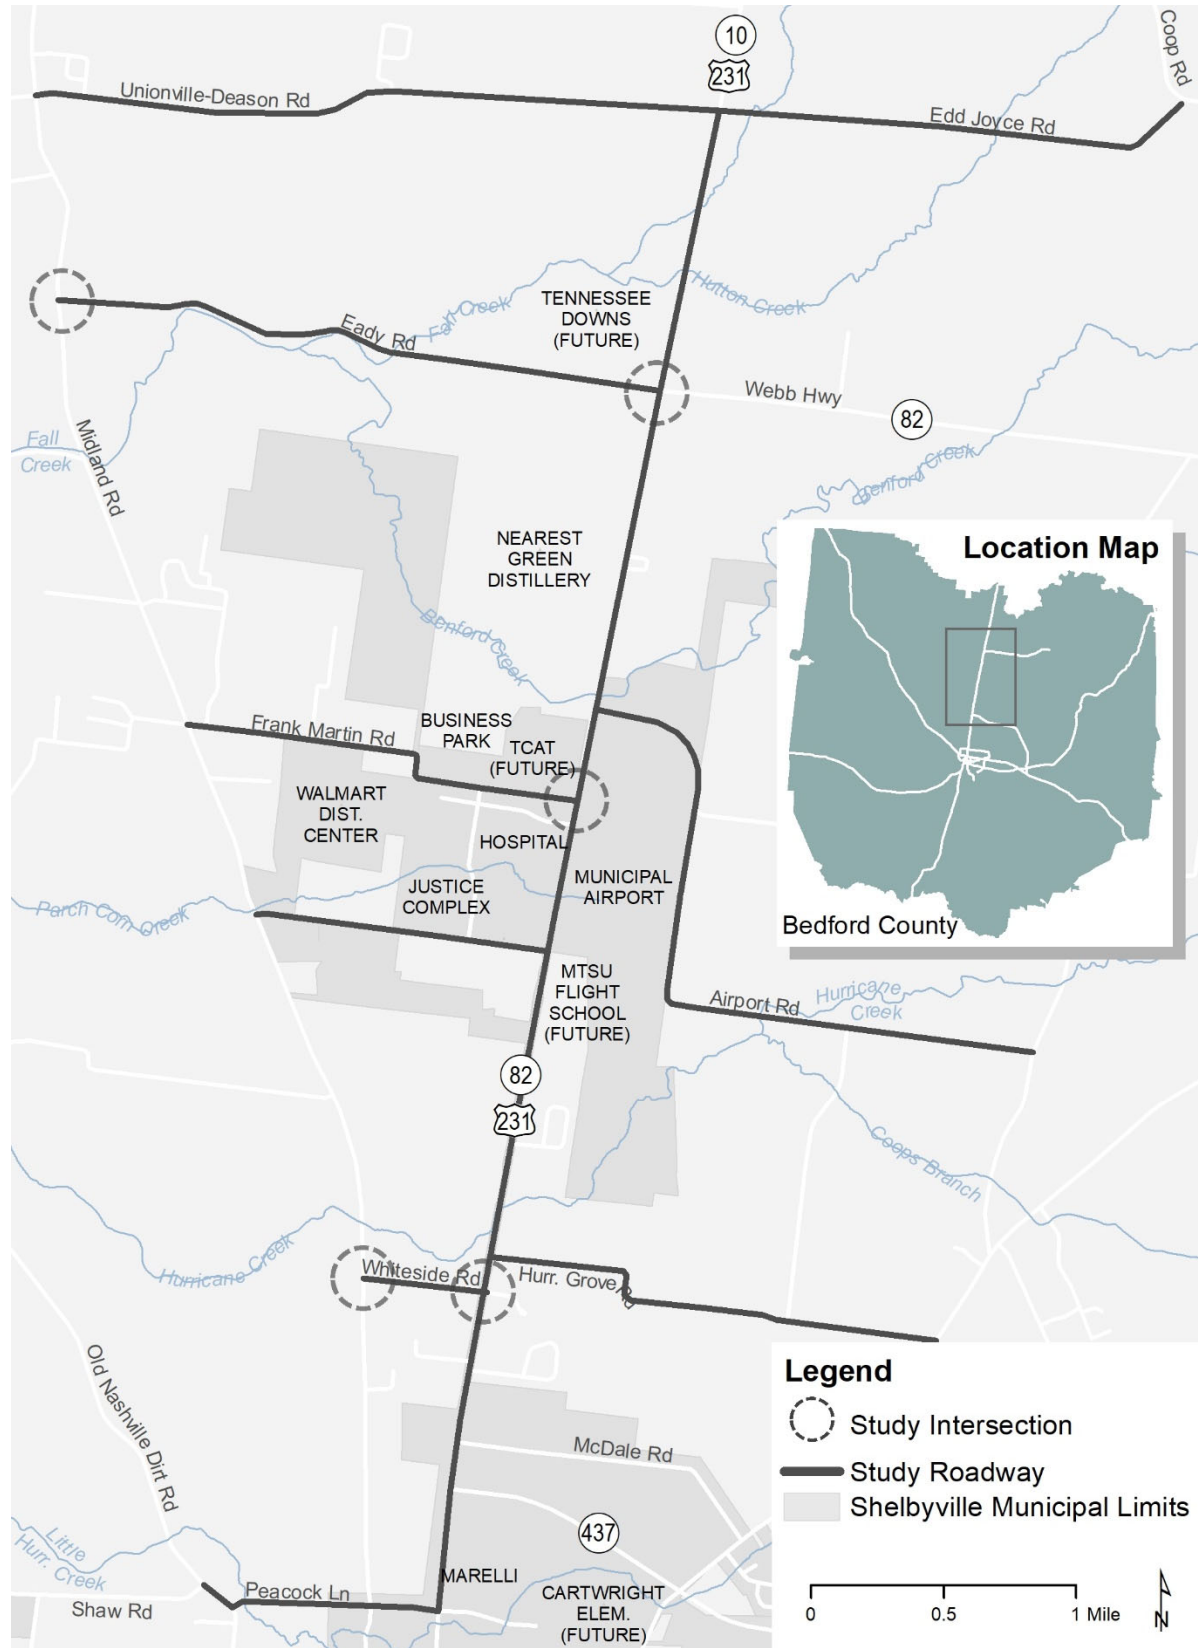 10
231
Coop Rd
Unionville-Deason Rd
Edd Joyce Rd
TENNESSEE
DOWNS
(FUTURE)
Hutton Creek
Fall Creek
Eady Rd
Webb Hwy
82
Fall
Creek
Midland Rd
Benford Creek
NEAREST
GREEN
DISTILLERY
Location Map
Bedford County
Benford Creek
Frank Martin Rd
BUSINESS
PARK
TCAT
(FUTURE)
WALMART
DIST.
CENTER
HOSPITAL
JUSTICE
COMPLEX
MUNICIPAL
AIRPORT
Parch Corn Creek
MTSU
FLIGHT
SCHOOL
(FUTURE)
Airport Rd
Hurricane
Creek
82
231
Coops Branch
Hurricane Creek
Whiteside Rd
Hurr. Grove Rd
Old Nashville Dirt Rd
McDale Rd
437
Little
Hurr. Creek
Shaw Rd
Peacock Ln
MARELLI
CARTWRIGHT
ELEM.
(FUTURE)
Legend
Study Intersection
Study Roadway
Shelbyville Municipal Limits
0 0.5 1 Mile
N